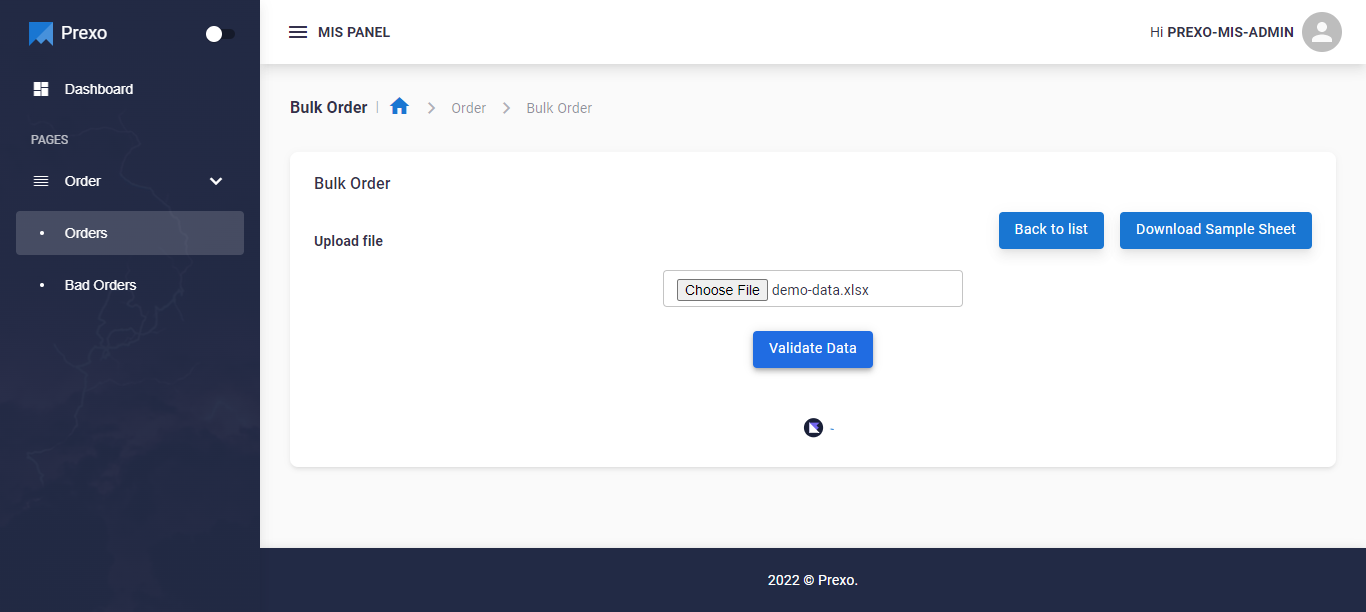 Prexo
MIS PANEL
Hi PREXO-MIS-ADMIN
Dashboard
PAGES
Order
Orders
Bad Orders
Bulk Order | Order Bulk Order
Bulk Order
Back to list Download Sample Sheet
Upload file
Choose File demo-data.xlsx
Validate Data
-
2022 © Prexo.